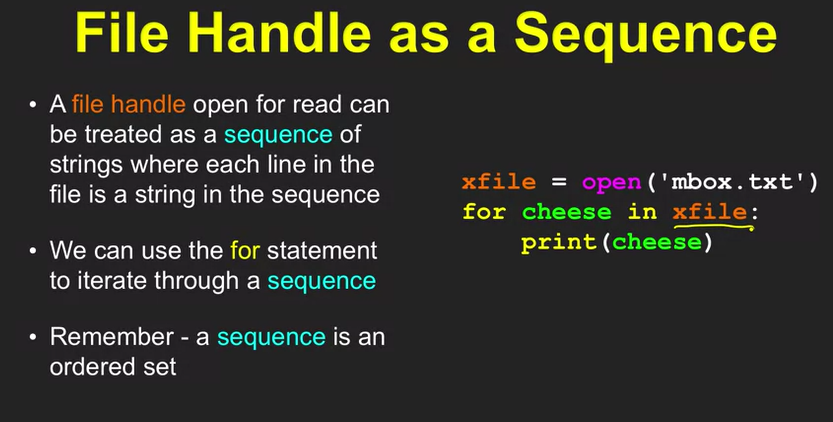 File Handle as a Sequence
• A file handle open for read can
be treated as a sequence of
strings where each line in the
file is a string in the sequence
• We can use the for statement
to iterate through a sequence
• Remember - a sequence is an
ordered set
xfile = open('mbox.txt')
for cheese in xfile:
    print(cheese)